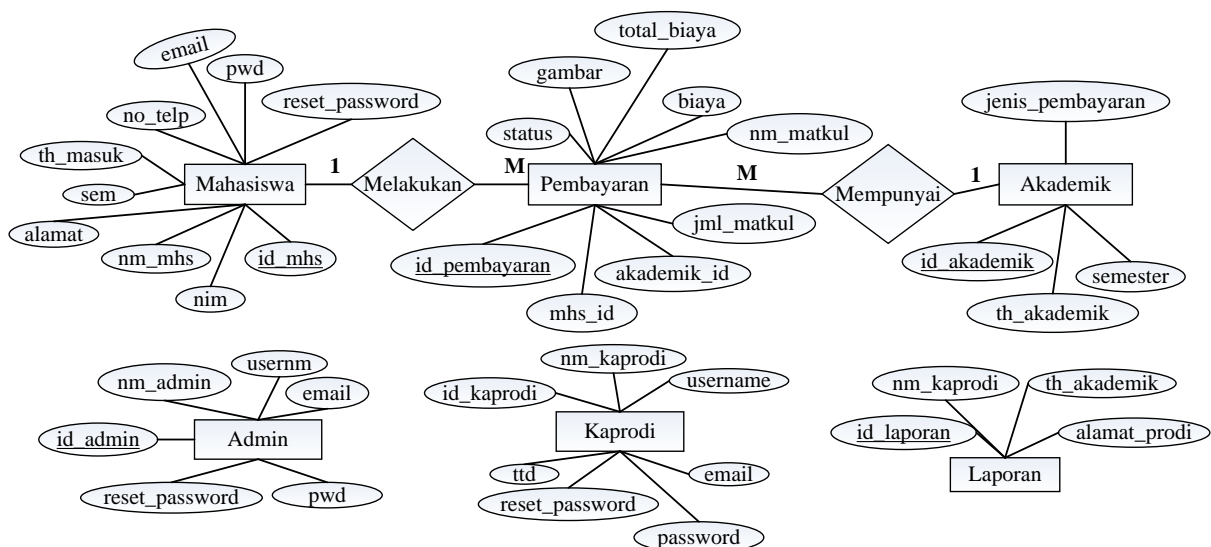 total_biaya
email
pwd
gambar
reset_password
biaya
jenis_pembayaran
no_telp
status
nm_matkul
th_masuk
1
M
M
1
Mahasiswa
Melakukan
Pembayaran
Mempunyai
Akademik
sem
alamat
jml_matkul
nm_mhs
id_mhs
id_pembayaran
akademik_id
id_akademik
semester
nim
mhs_id
th_akademik
usernm
nm_kaprodi
nm_admin
email
id_kaprodi
username
nm_kaprodi
th_akademik
id_admin
Admin
Kaprodi
id_laporan
alamat_prodi
ttd
email
Laporan
reset_password
pwd
reset_password
password